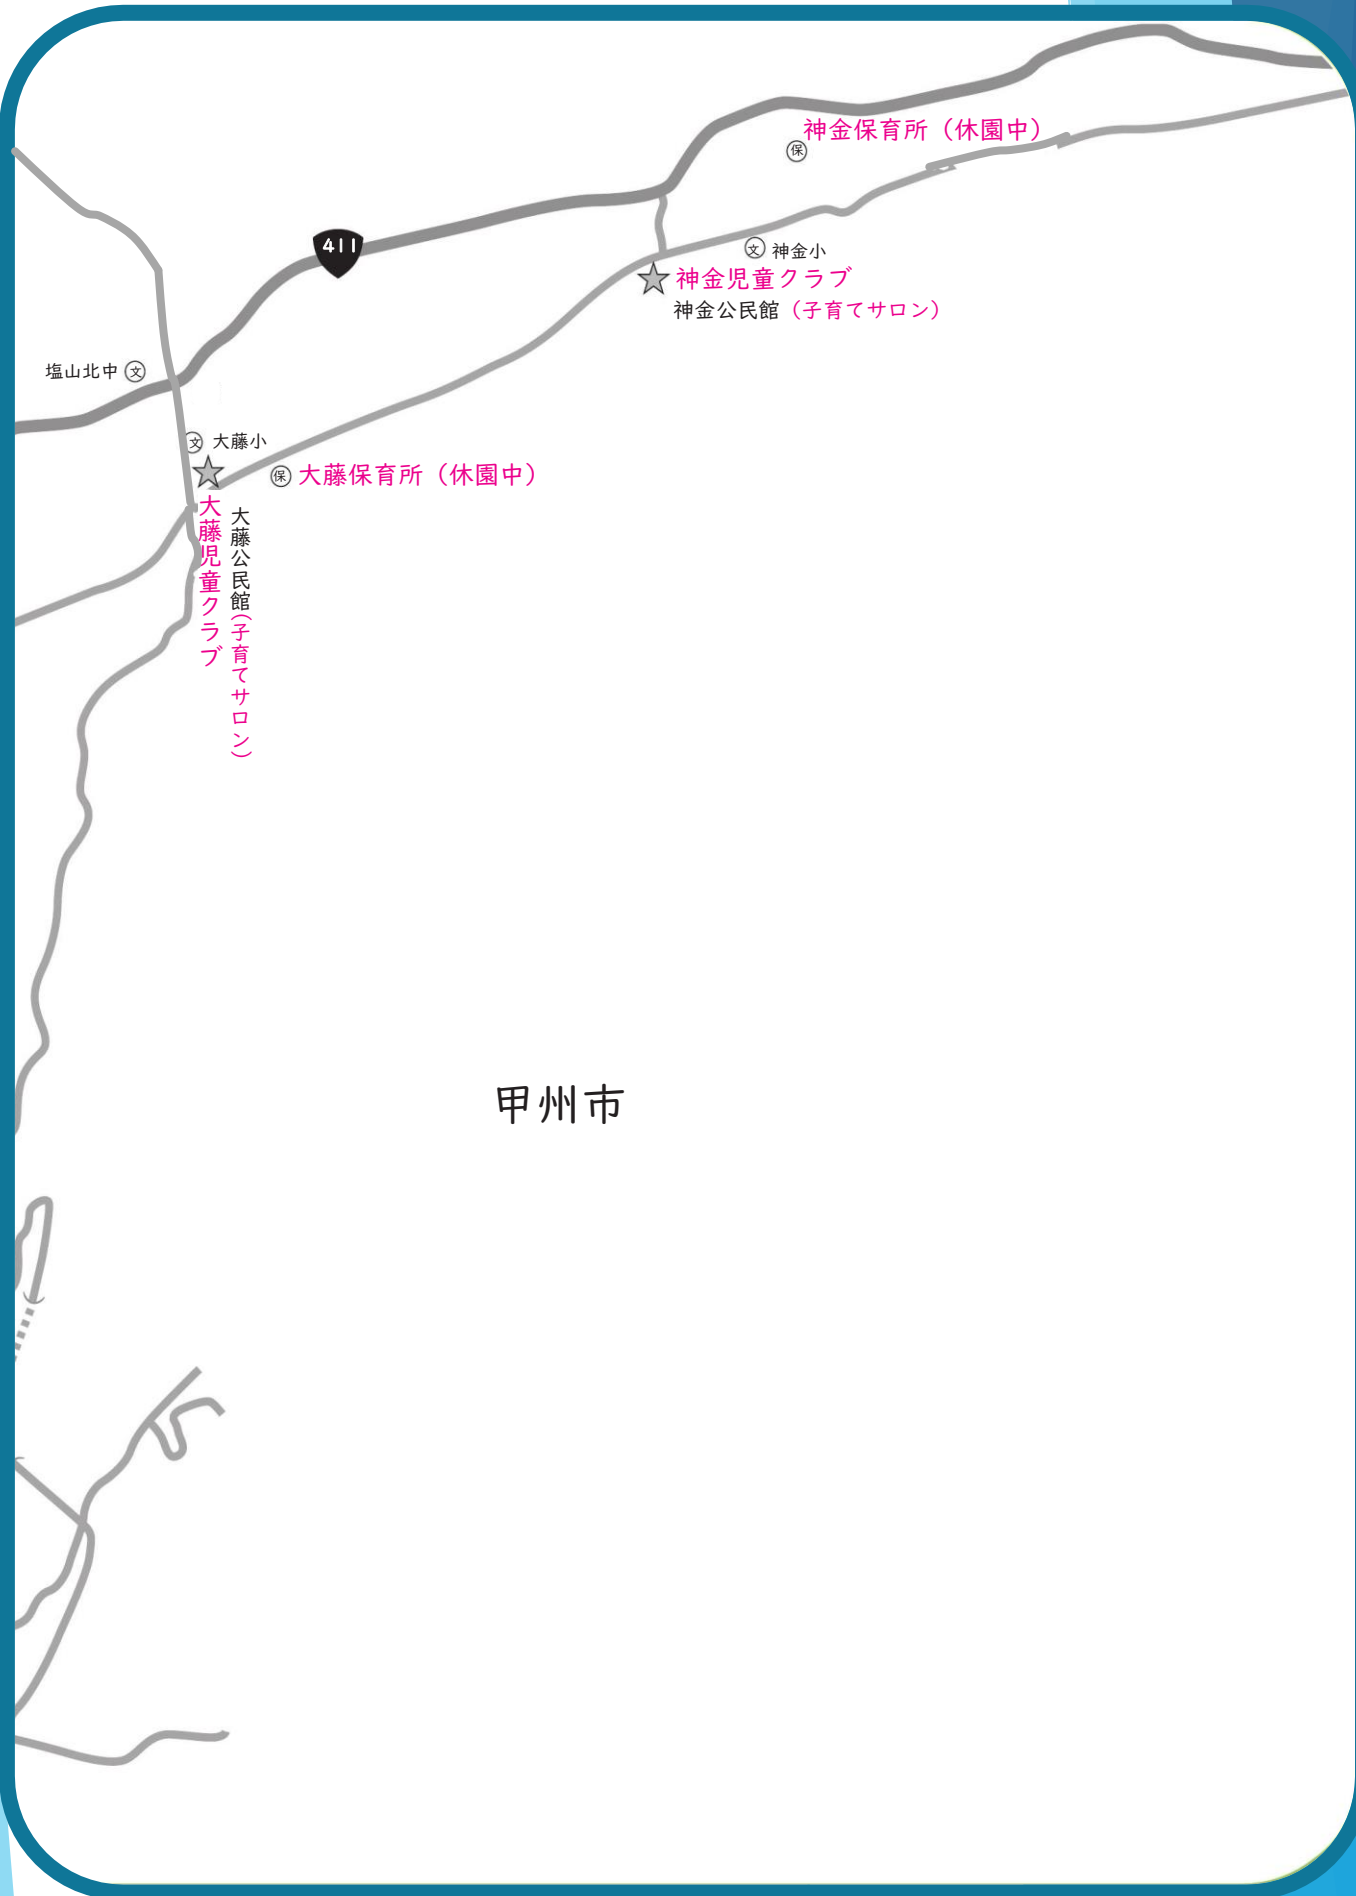 神金保育所（休園中）
保
411
文 神金小
神金児童クラブ
神金公民館（子育てサロン）
塩山北中 文
文 大藤小
保 大藤保育所（休園中）
大藤児童クラブ
大藤公民館（子育てサロン）
甲州市